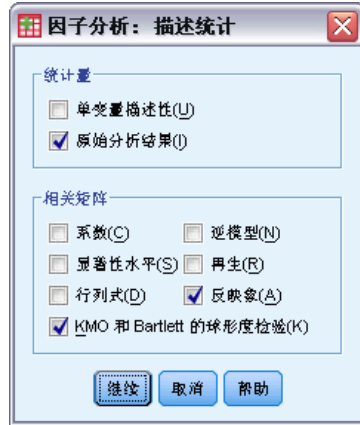 因子分析：描述统计
统计量
单变量描述性(U)
原始分析结果(I)
相关矩阵
系数(C) 逆模型(N)
显著性水平(S) 再生(R)
行列式(D) 反映象(A)
KMO 和 Bartlett 的球形度检验(K)
继续 取消 帮助